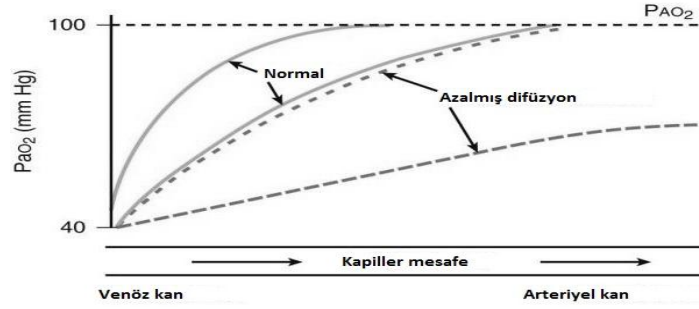 100
PAO₂
Normal
Azalmış difüzyon
PaO₂ (mm Hg)
40
Kapiller mesafe
Venöz kan
Arteriyel kan